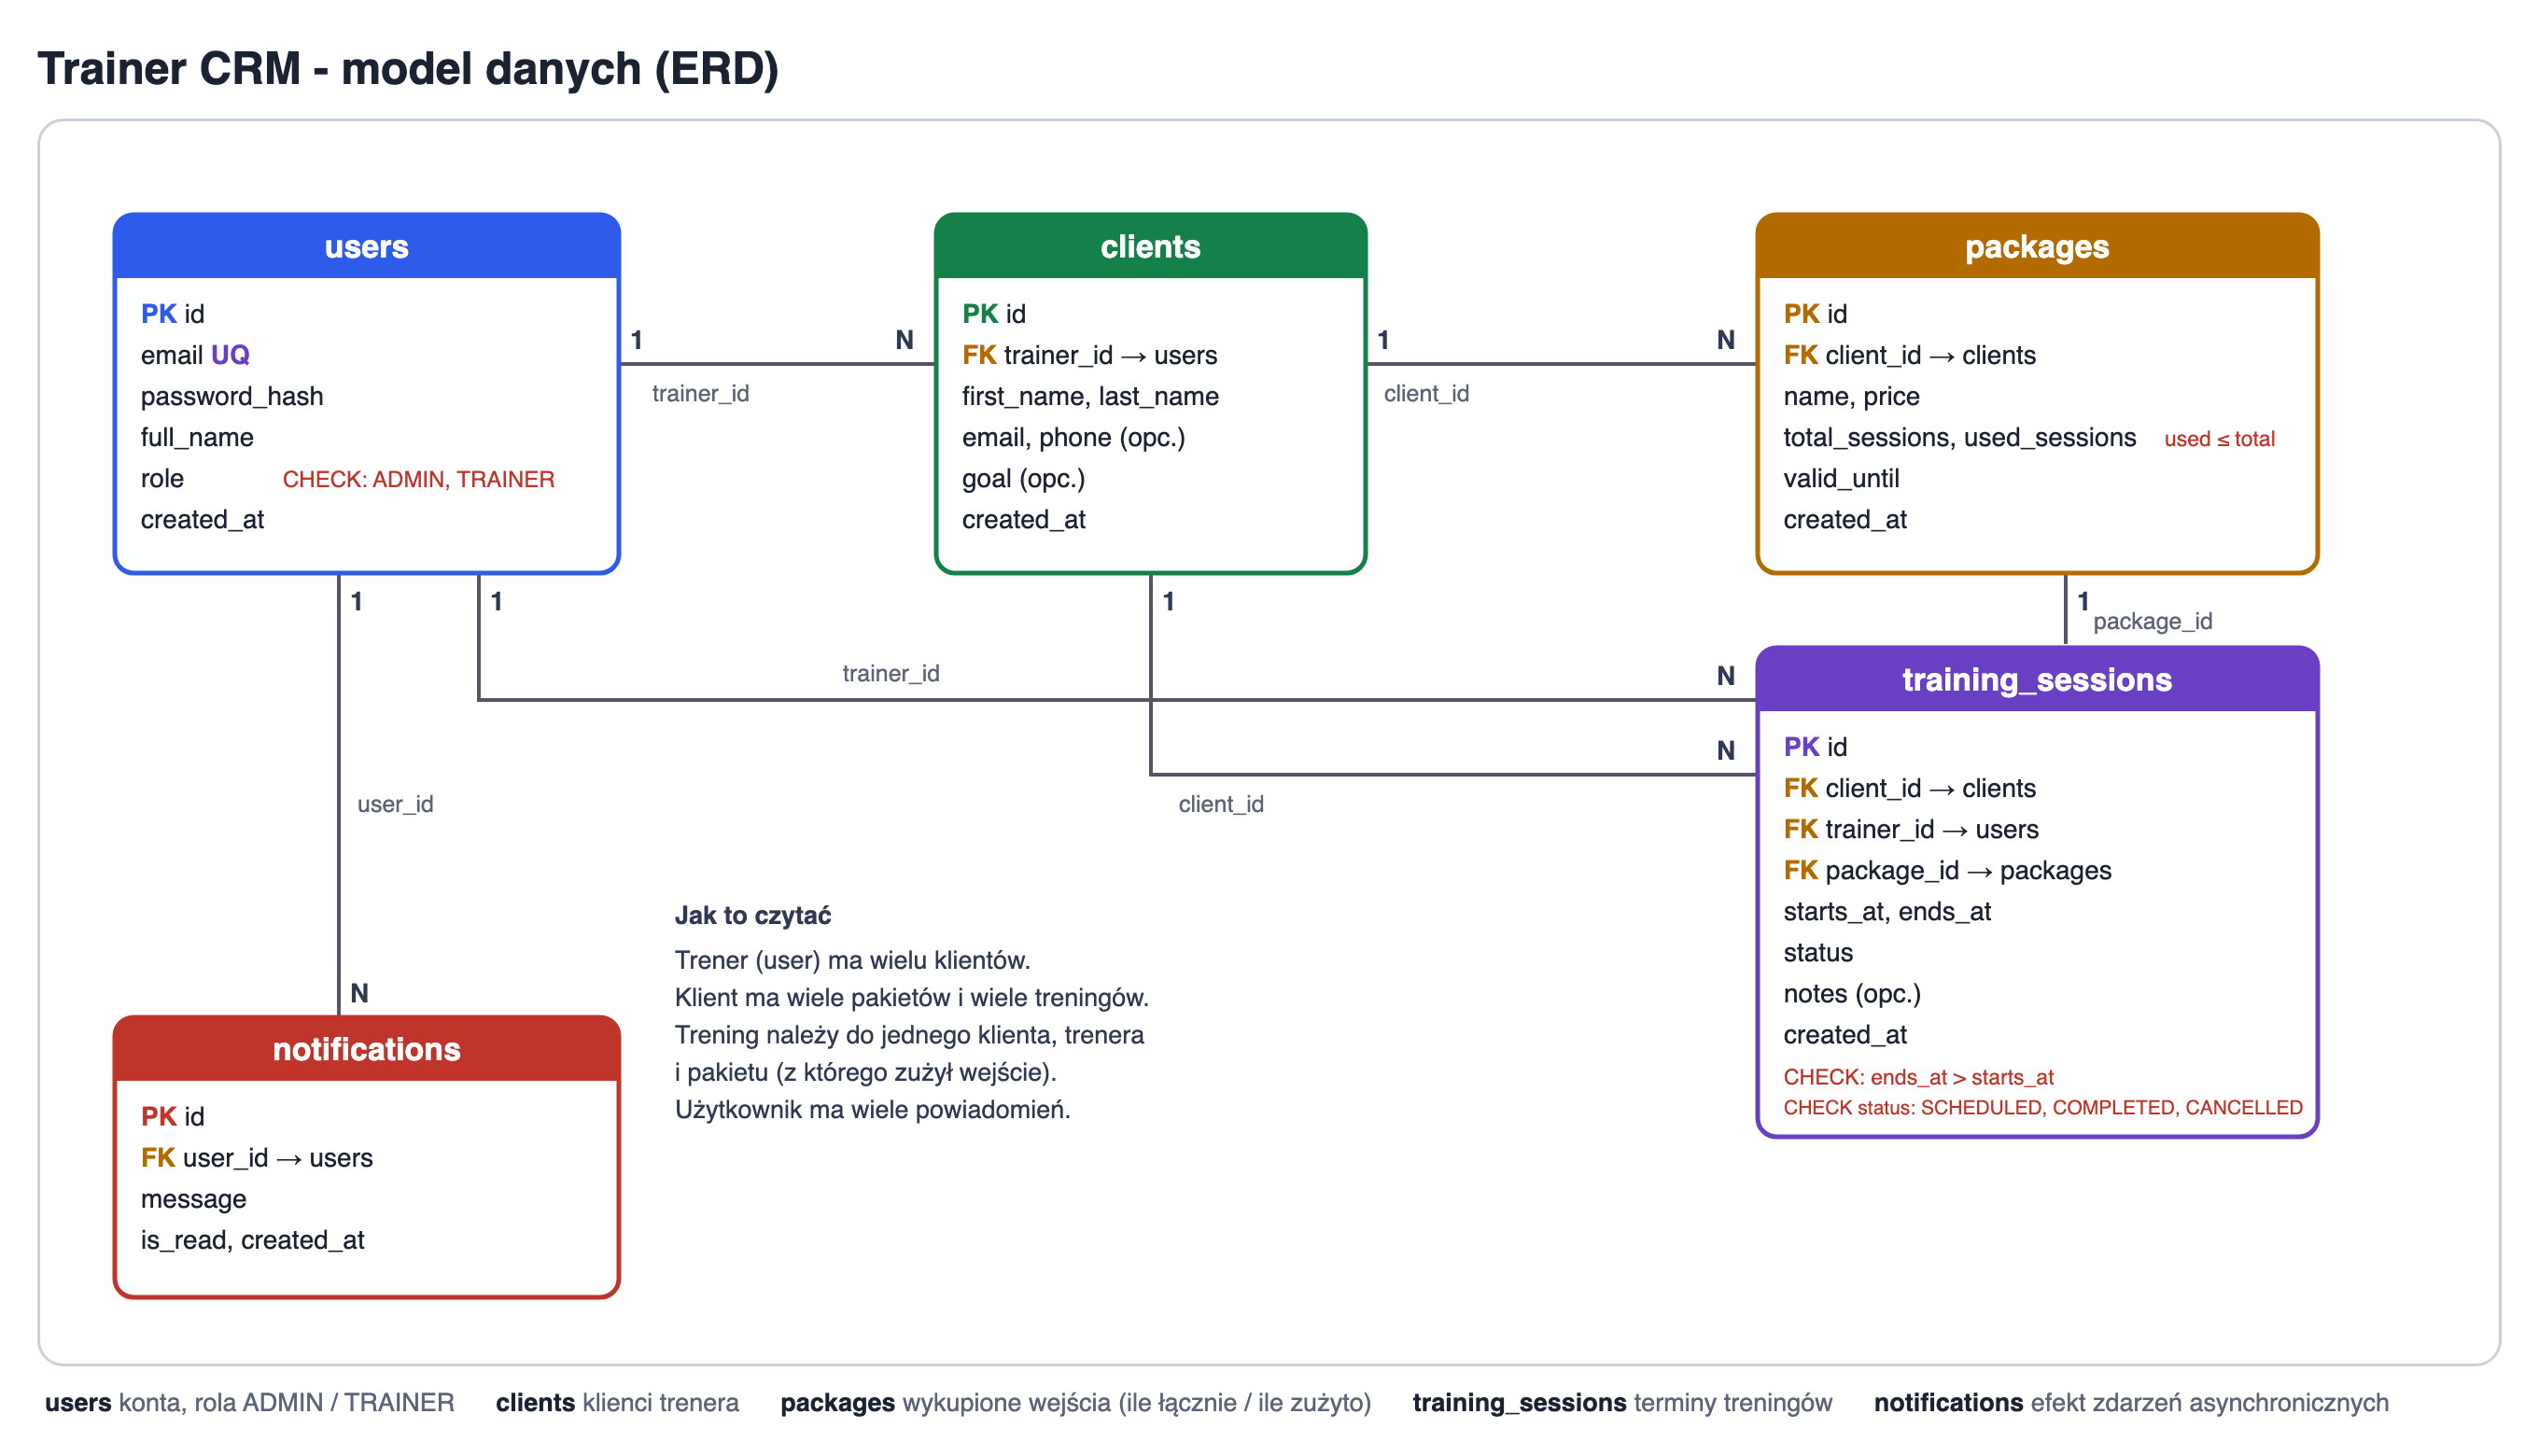 Trainer CRM - model danych (ERD)
users
PK id
email UQ
password_hash
full_name
role CHECK: ADMIN, TRAINER
created_at
1 N
trainer_id
clients
PK id
FK trainer_id → users
first_name, last_name
email, phone (opc.)
goal (opc.)
created_at
1 N
client_id
packages
PK id
FK client_id → clients
name, price
total_sessions, used_sessions used ≤ total
valid_until
created_at
1
1
1
1
package_id
trainer_id
N
N
client_id
user_id
N
training_sessions
PK id
FK client_id → clients
FK trainer_id → users
FK package_id → packages
starts_at, ends_at
status
notes (opc.)
created_at
CHECK: ends_at > starts_at
CHECK status: SCHEDULED, COMPLETED, CANCELLED
Jak to czytać
Trener (user) ma wielu klientów.
Klient ma wiele pakietów i wiele treningów.
Trening należy do jednego klienta, trenera
i pakietu (z którego zużył wejście).
Użytkownik ma wiele powiadomień.
notifications
PK id
FK user_id → users
message
is_read, created_at
users konta, rola ADMIN / TRAINER clients klienci trenera packages wykupione wejścia (ile łącznie / ile zużyto) training_sessions terminy treningów notifications efekt zdarzeń asynchronicznych